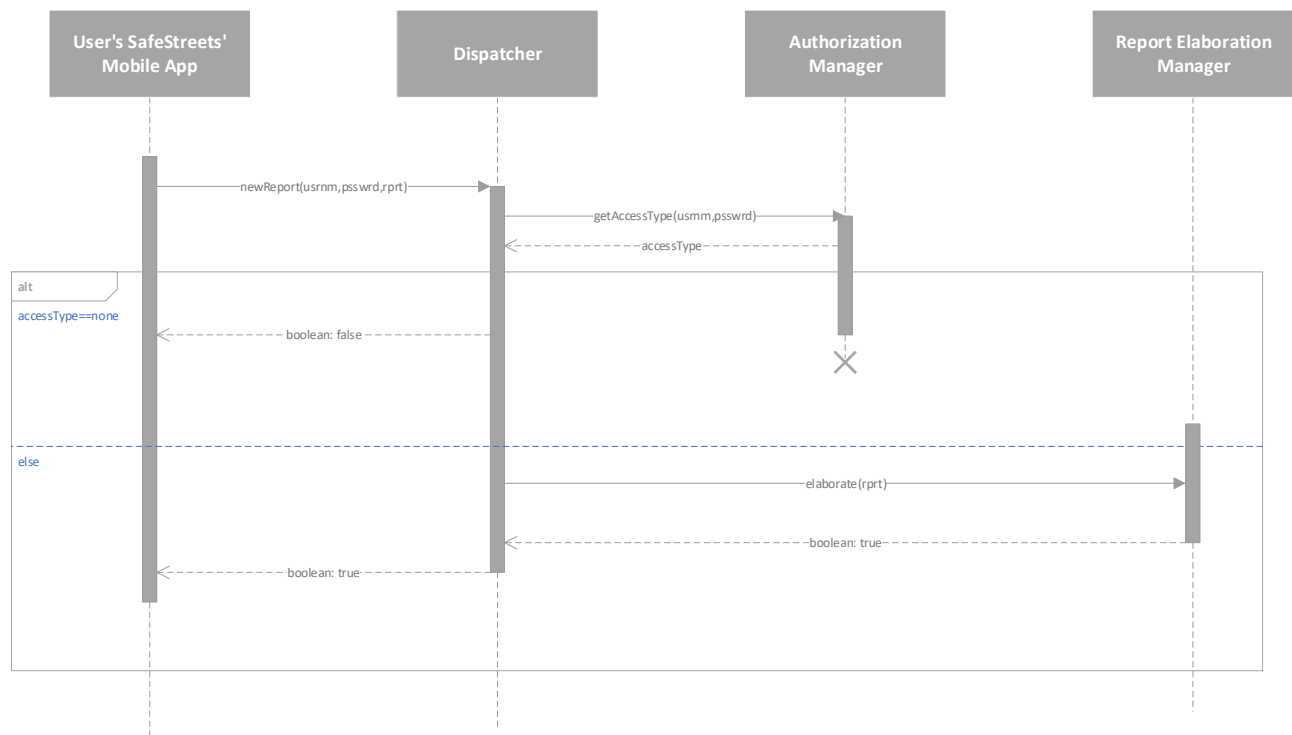 User's SafeStreets'
Mobile App
Dispatcher
Authorization
Manager
Report Elaboration
Manager
newReport(usrnm,psswrd,rprt)
getAccessType(usrnm,psswrd)
accessType
alt
accessType==none
boolean: false
else
elaborate(rprt)
boolean: true
boolean: true